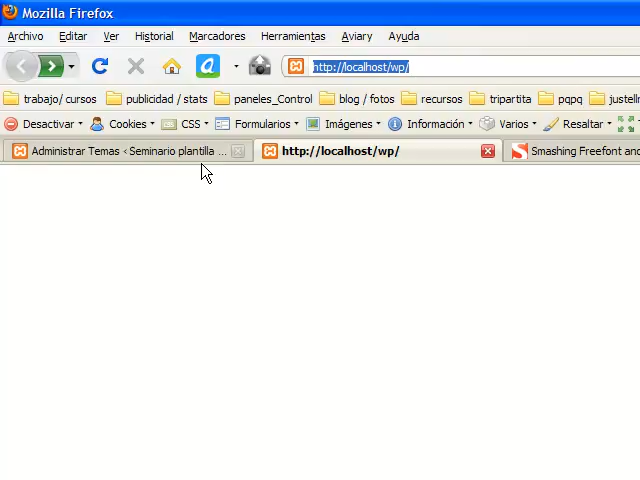 Mozilla Firefox
Archivo Editar Ver Historial Marcadores Herramientas Aviary Ayuda
a http://localhost/wp/
trabajo/ cursos publicidad / stats paneles_Control blog / fotos recursos tripartita pqpq justelln
Desactivar Cookies CSS Formularios Imágenes Información Varios Resaltar
Administrar Temas ‹ Seminario plantilla ... http://localhost/wp/ Smashing Freefont and